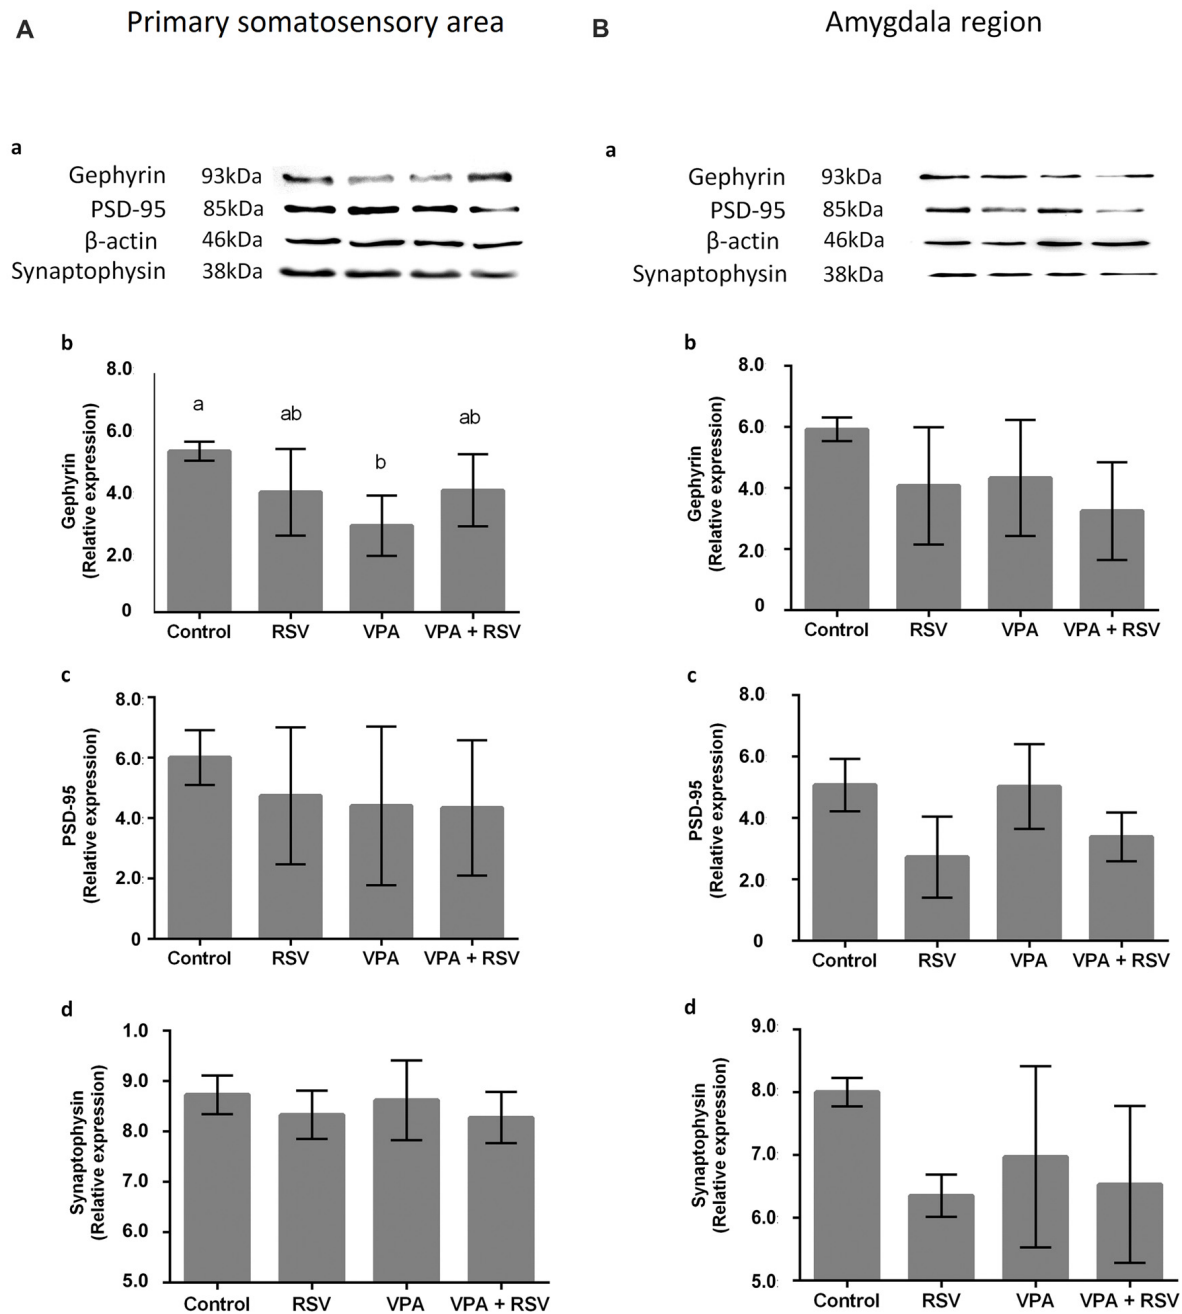 A Primary somatosensory area
a
Gephyrin 93kDa
PSD-95 85kDa
β-actin 46kDa
Synaptophysin 38kDa
b
Gephyrin
(Relative expression)
8.0
6.0
4.0
2.0
0
a
ab
b
ab
Control RSV VPA VPA + RSV
c
PSD-95
(Relative expression)
8.0
6.0
4.0
2.0
0
Control RSV VPA VPA + RSV
d
Synaptophysin
(Relative expression)
1.0
9.0
8.0
7.0
6.0
5.0
Control RSV VPA VPA + RSV
B Amygdala region
a
Gephyrin 93kDa
PSD-95 85kDa
β-actin 46kDa
Synaptophysin 38kDa
b
Gephyrin
(Relative expression)
8.0
6.0
4.0
2.0
0
Control RSV VPA VPA + RSV
c
PSD-95
(Relative expression)
8.0
6.0
4.0
2.0
0
Control RSV VPA VPA + RSV
d
Synaptophysin
(Relative expression)
9.0
8.0
7.0
6.0
5.0
Control RSV VPA VPA + RSV